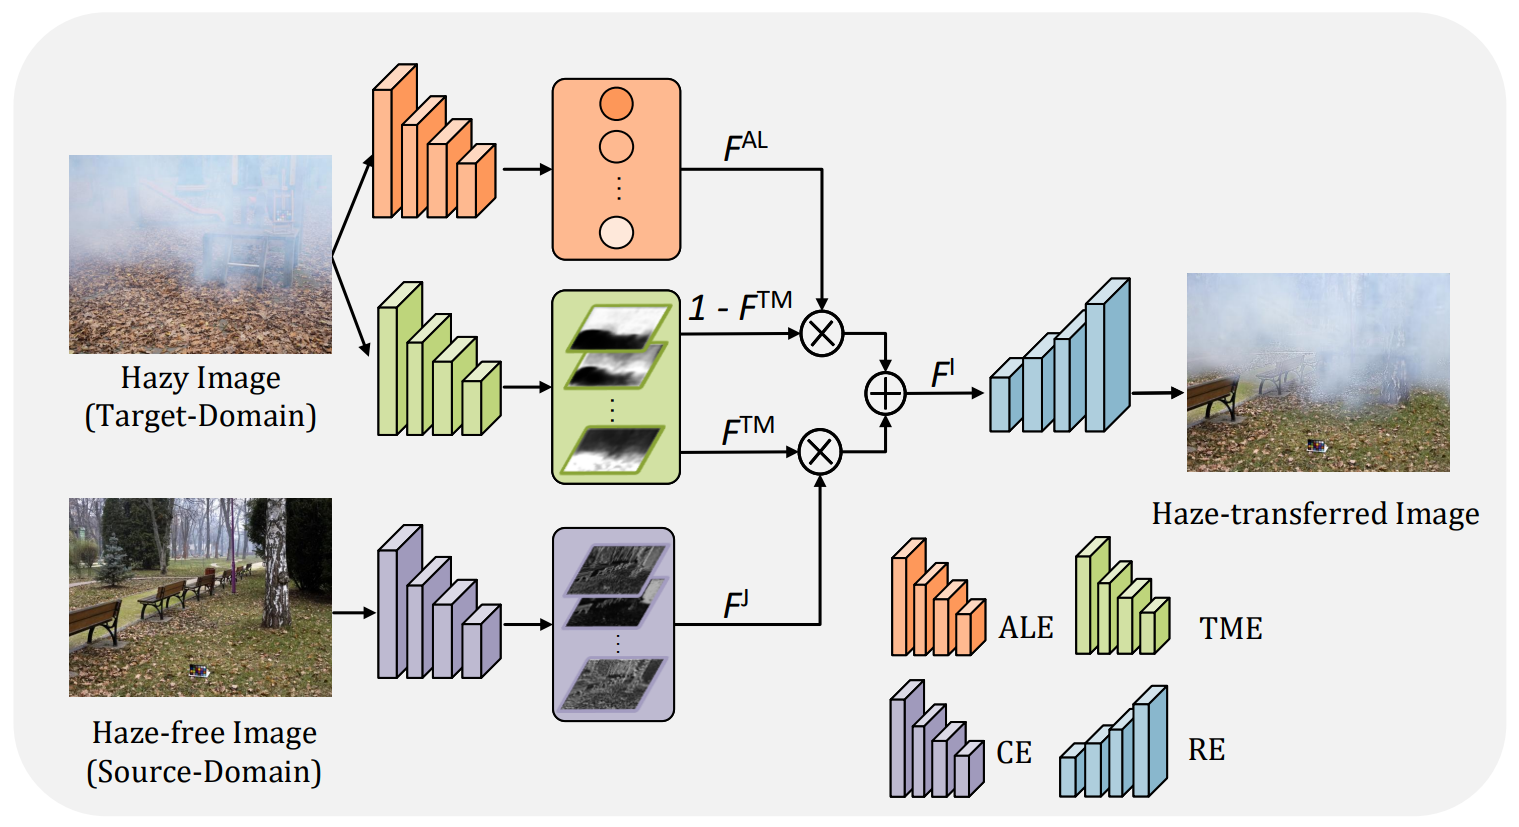 F^AL
Hazy Image
(Target-Domain)
1 - F^TM
F^I
F^TM
Haze-transferred Image
F^J
Haze-free Image
(Source-Domain)
ALE
TME
CE
RE